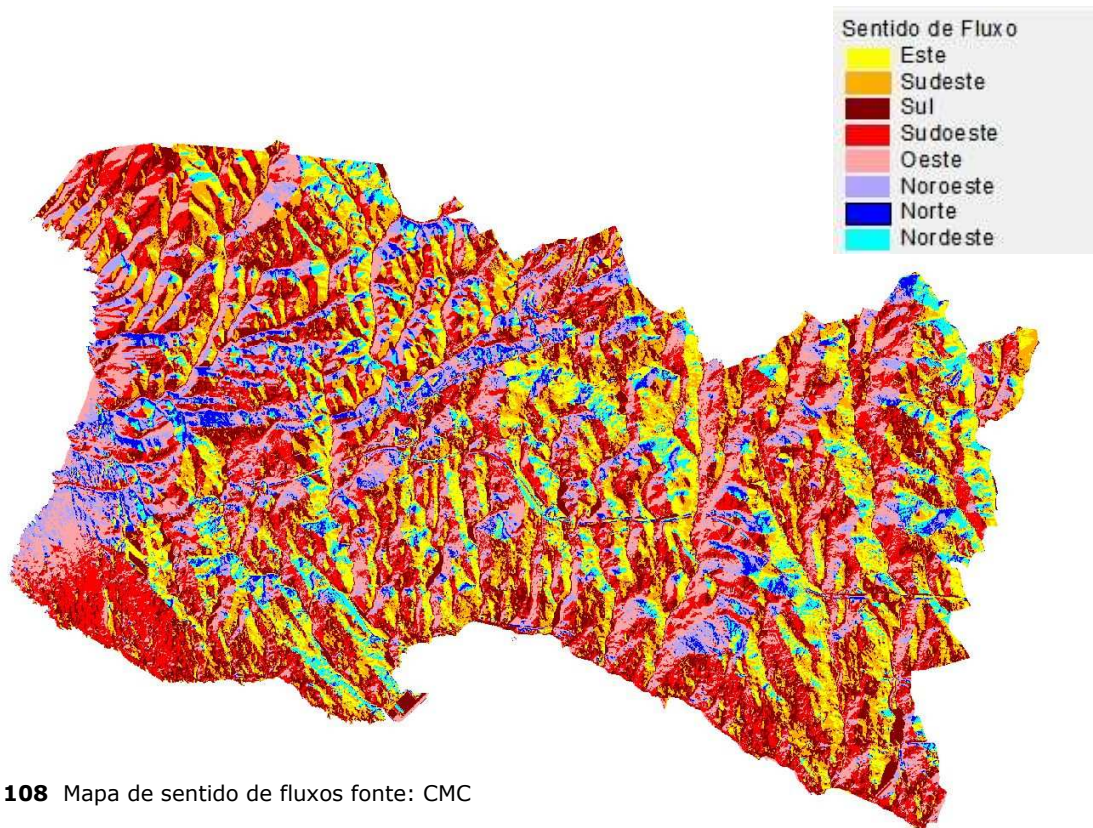 Sentido de Fluxo
Este
Sudeste
Sul
Sudoeste
Oeste
Noroeste
Norte
Nordeste
108 Mapa de sentido de fluxos fonte: CMC